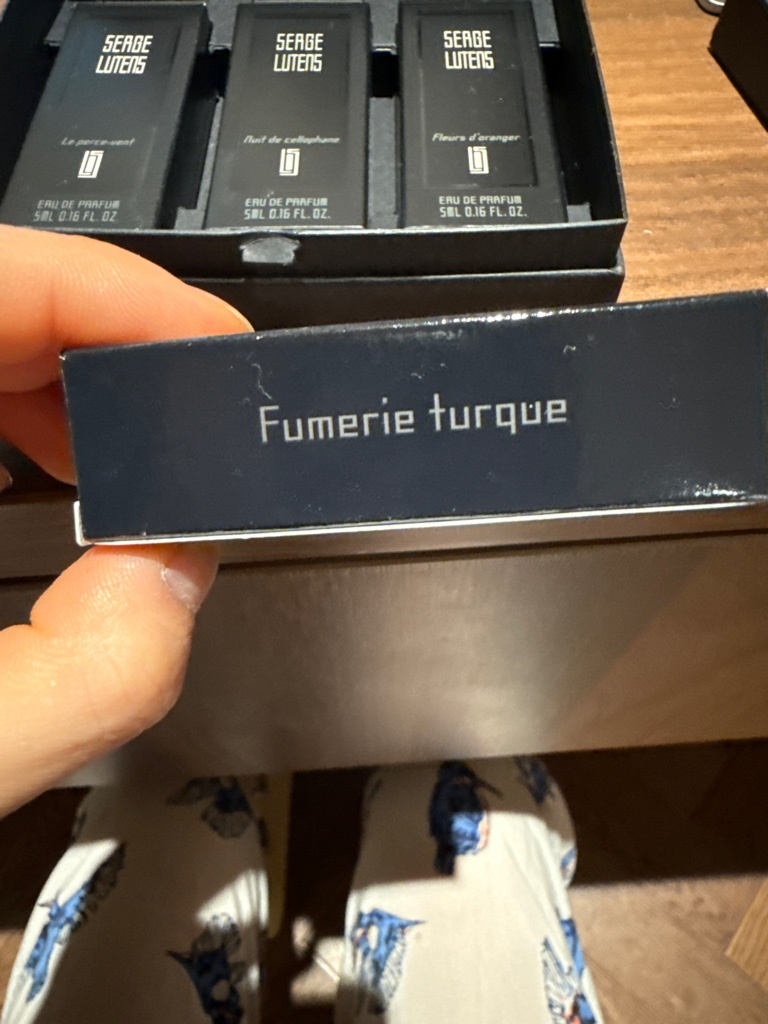 SERGE
LUTENS
Le perce-vent
EAU DE PARFUM
5ML 0.16 FL. OZ.
SERGE
LUTENS
Nuit de cellophane
EAU DE PARFUM
5ML 0.16 FL. OZ.
SERGE
LUTENS
Fleurs d'oranger
EAU DE PARFUM
5ML 0.16 FL. OZ.
Fumerie turque